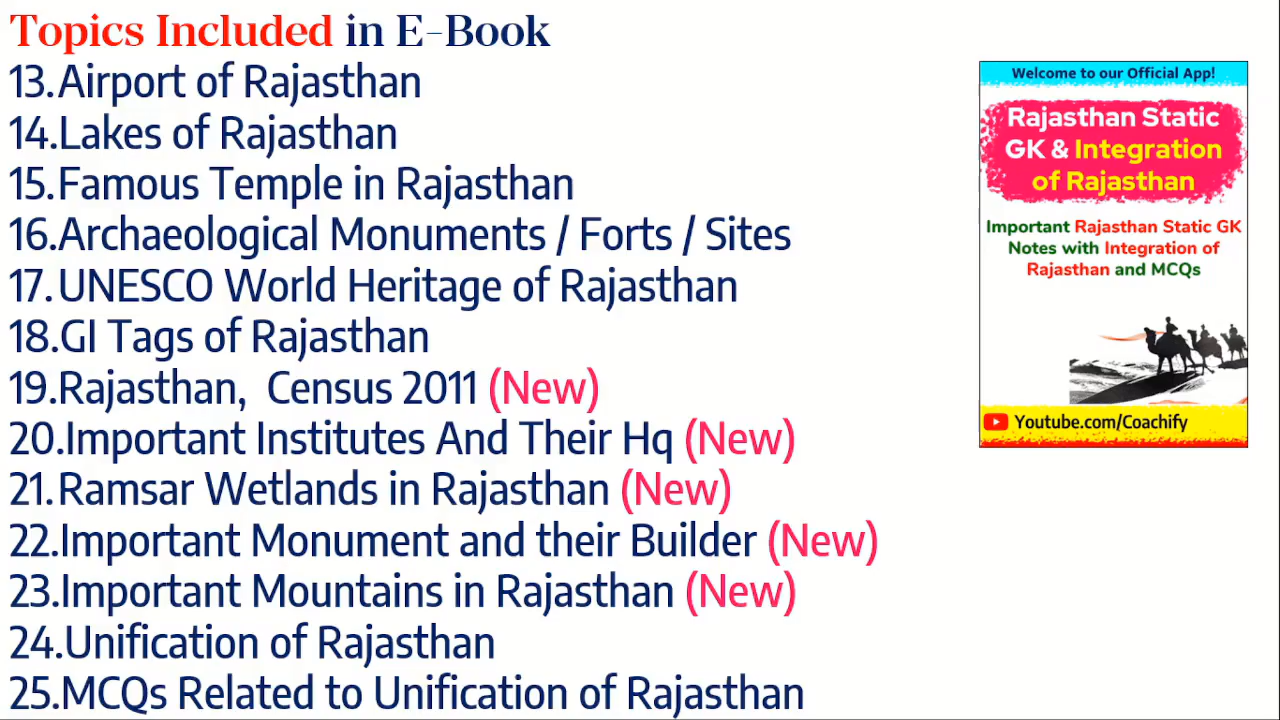 Topics Included in E-Book
13.Airport of Rajasthan
14.Lakes of Rajasthan
15.Famous Temple in Rajasthan
16.Archaeological Monuments / Forts / Sites
17.UNESCO World Heritage of Rajasthan
18.GI Tags of Rajasthan
19.Rajasthan, Census 2011 (New)
20.Important Institutes And Their Hq (New)
21.Ramsar Wetlands in Rajasthan (New)
22.Important Monument and their Builder (New)
23.Important Mountains in Rajasthan (New)
24.Unification of Rajasthan
25.MCQs Related to Unification of Rajasthan
Welcome to our Official App!
Rajasthan Static
GK & Integration
of Rajasthan
Important Rajasthan Static GK
Notes with Integration of
Rajasthan and MCQs
Youtube.com/Coachify